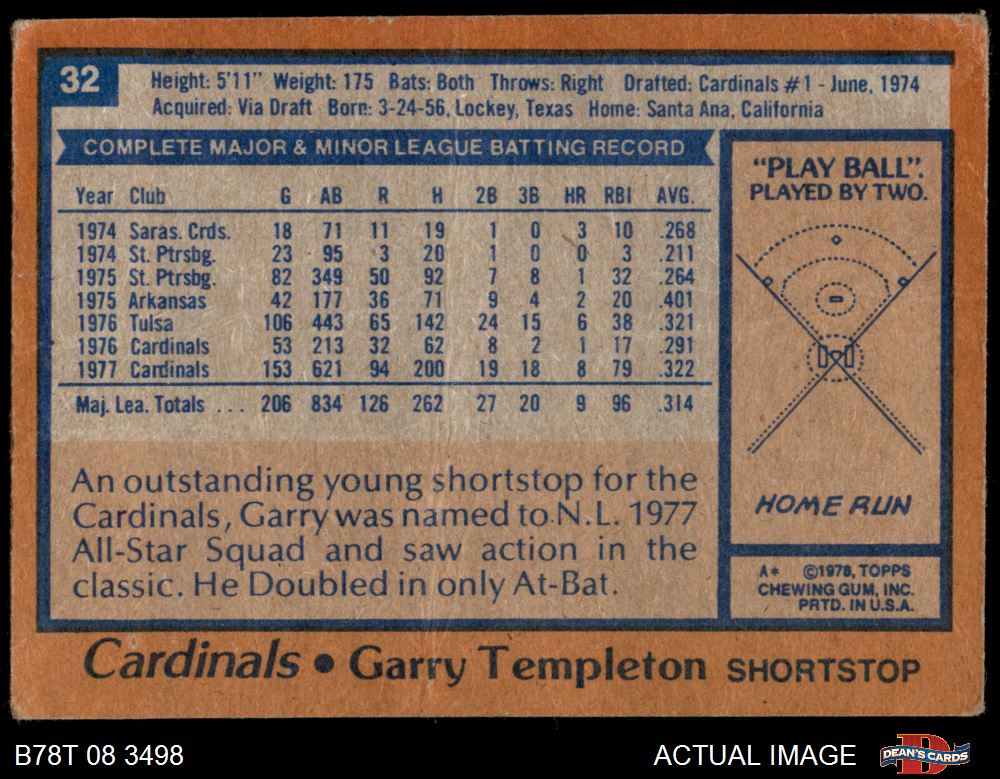 32
Height: 5'11" Weight: 175 Bats: Both Throws: Right Drafted: Cardinals #1 - June, 1974
Acquired: Via Draft Born: 3-24-56, Lockey, Texas Home: Santa Ana, California
COMPLETE MAJOR & MINOR LEAGUE BATTING RECORD
Year Club G AB R H 2B 3B HR RBI AVG.
1974 Saras. Crds. 18 71 11 19 1 0 3 10 .268
1974 St. Ptrsbg. 23 95 3 20 1 0 0 3 .211
1975 St. Ptrsbg. 82 349 50 92 7 8 1 32 .264
1975 Arkansas 42 177 36 71 9 4 2 20 .401
1976 Tulsa 106 443 65 142 24 15 6 38 .321
1976 Cardinals 53 213 32 62 8 2 1 17 .291
1977 Cardinals 153 621 94 200 19 18 8 79 .322
Maj. Lea. Totals ... 206 834 126 262 27 20 9 96 .314
An outstanding young shortstop for the
Cardinals, Garry was named to N.L. 1977
All-Star Squad and saw action in the
classic. He Doubled in only At-Bat.
"PLAY BALL".
PLAYED BY TWO.
HOME RUN
A* ©1978, TOPPS
CHEWING GUM, INC.
PRTD. IN U.S.A.
Cardinals • Garry Templeton SHORTSTOP
B78T 08 3498
ACTUAL IMAGE
DEAN'S CARDS